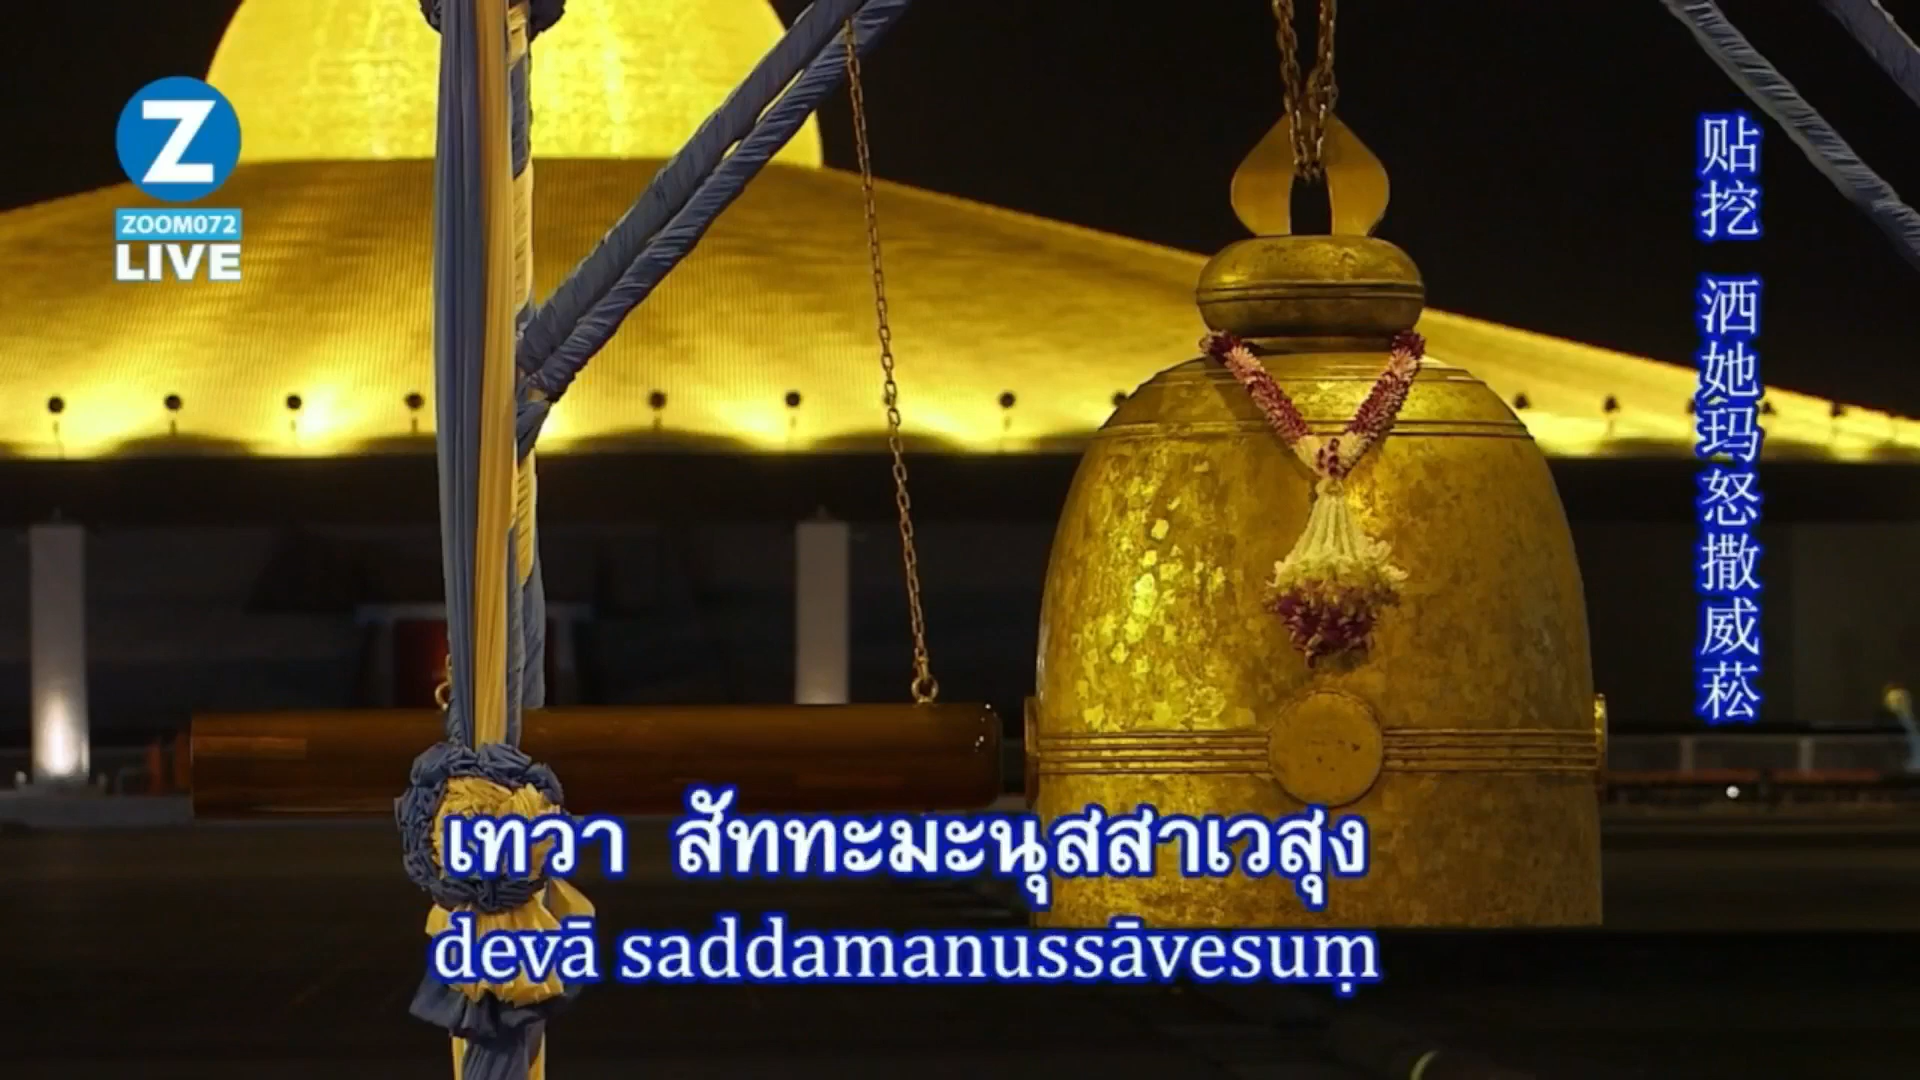 Z
ZOOM072
LIVE
贴挖 洒她玛怒撒威菘
เทวา สัททะมะนุสสาเวสุง
devā saddamanussāvesuṃ